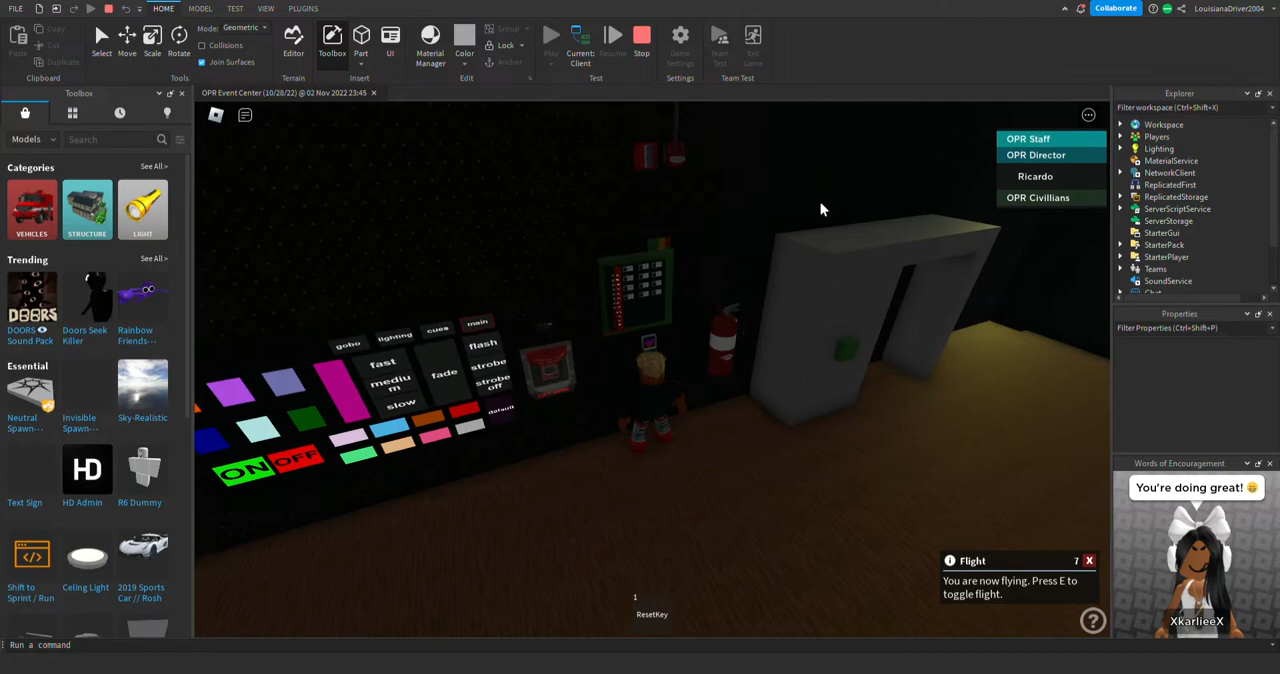 FILE
HOME
MODEL
TEST
VIEW
PLUGINS
Collaborate
LouisianaDriver2004
Paste
Copy
Cut
Duplicate
Clipboard
Select
Move
Scale
Rotate
Mode: Geometric
Collisions
Join Surfaces
Tools
Editor
Terrain
Toolbox
Part
UI
Insert
Material
Manager
Color
Group
Lock
Anchor
Edit
Play
Current:
Client
Resume
Stop
Test
Game
Settings
Settings
Team
Test
Exit
Game
Team Test
Toolbox
OPR Event Center (10/28/22) @ 02 Nov 2022 23:45
Models
Search
Categories
See All >
VEHICLES
STRUCTURE
LIGHT
Trending
See All >
DOORS
Sound Pack
Doors Seek
Killer
Rainbow
Friends-···
Essential
Neutral
Spawn-···
Invisible
Spawn-···
Sky-Realistic
HD
Text Sign
HD Admin
R6 Dummy
Shift to
Sprint / Run
Celing Light
2019 Sports
Car // Rosh
gobo
lighting
cues
main
fast
mediu
m
slow
fade
flash
strobe
strobe
off
default
ON
OFF
OPR Staff
OPR Director
Ricardo
OPR Civillians
Flight
7
X
You are now flying. Press E to
toggle flight.
1
ResetKey
?
Explorer
Filter workspace (Ctrl+Shift+X)
Workspace
Players
Lighting
MaterialService
NetworkClient
ReplicatedFirst
ReplicatedStorage
ServerScriptService
ServerStorage
StarterGui
StarterPack
StarterPlayer
Teams
SoundService
Chat
Properties
Filter Properties (Ctrl+Shift+P)
Words of Encouragement
You're doing great! 😁
XkarlieeX
Run a command